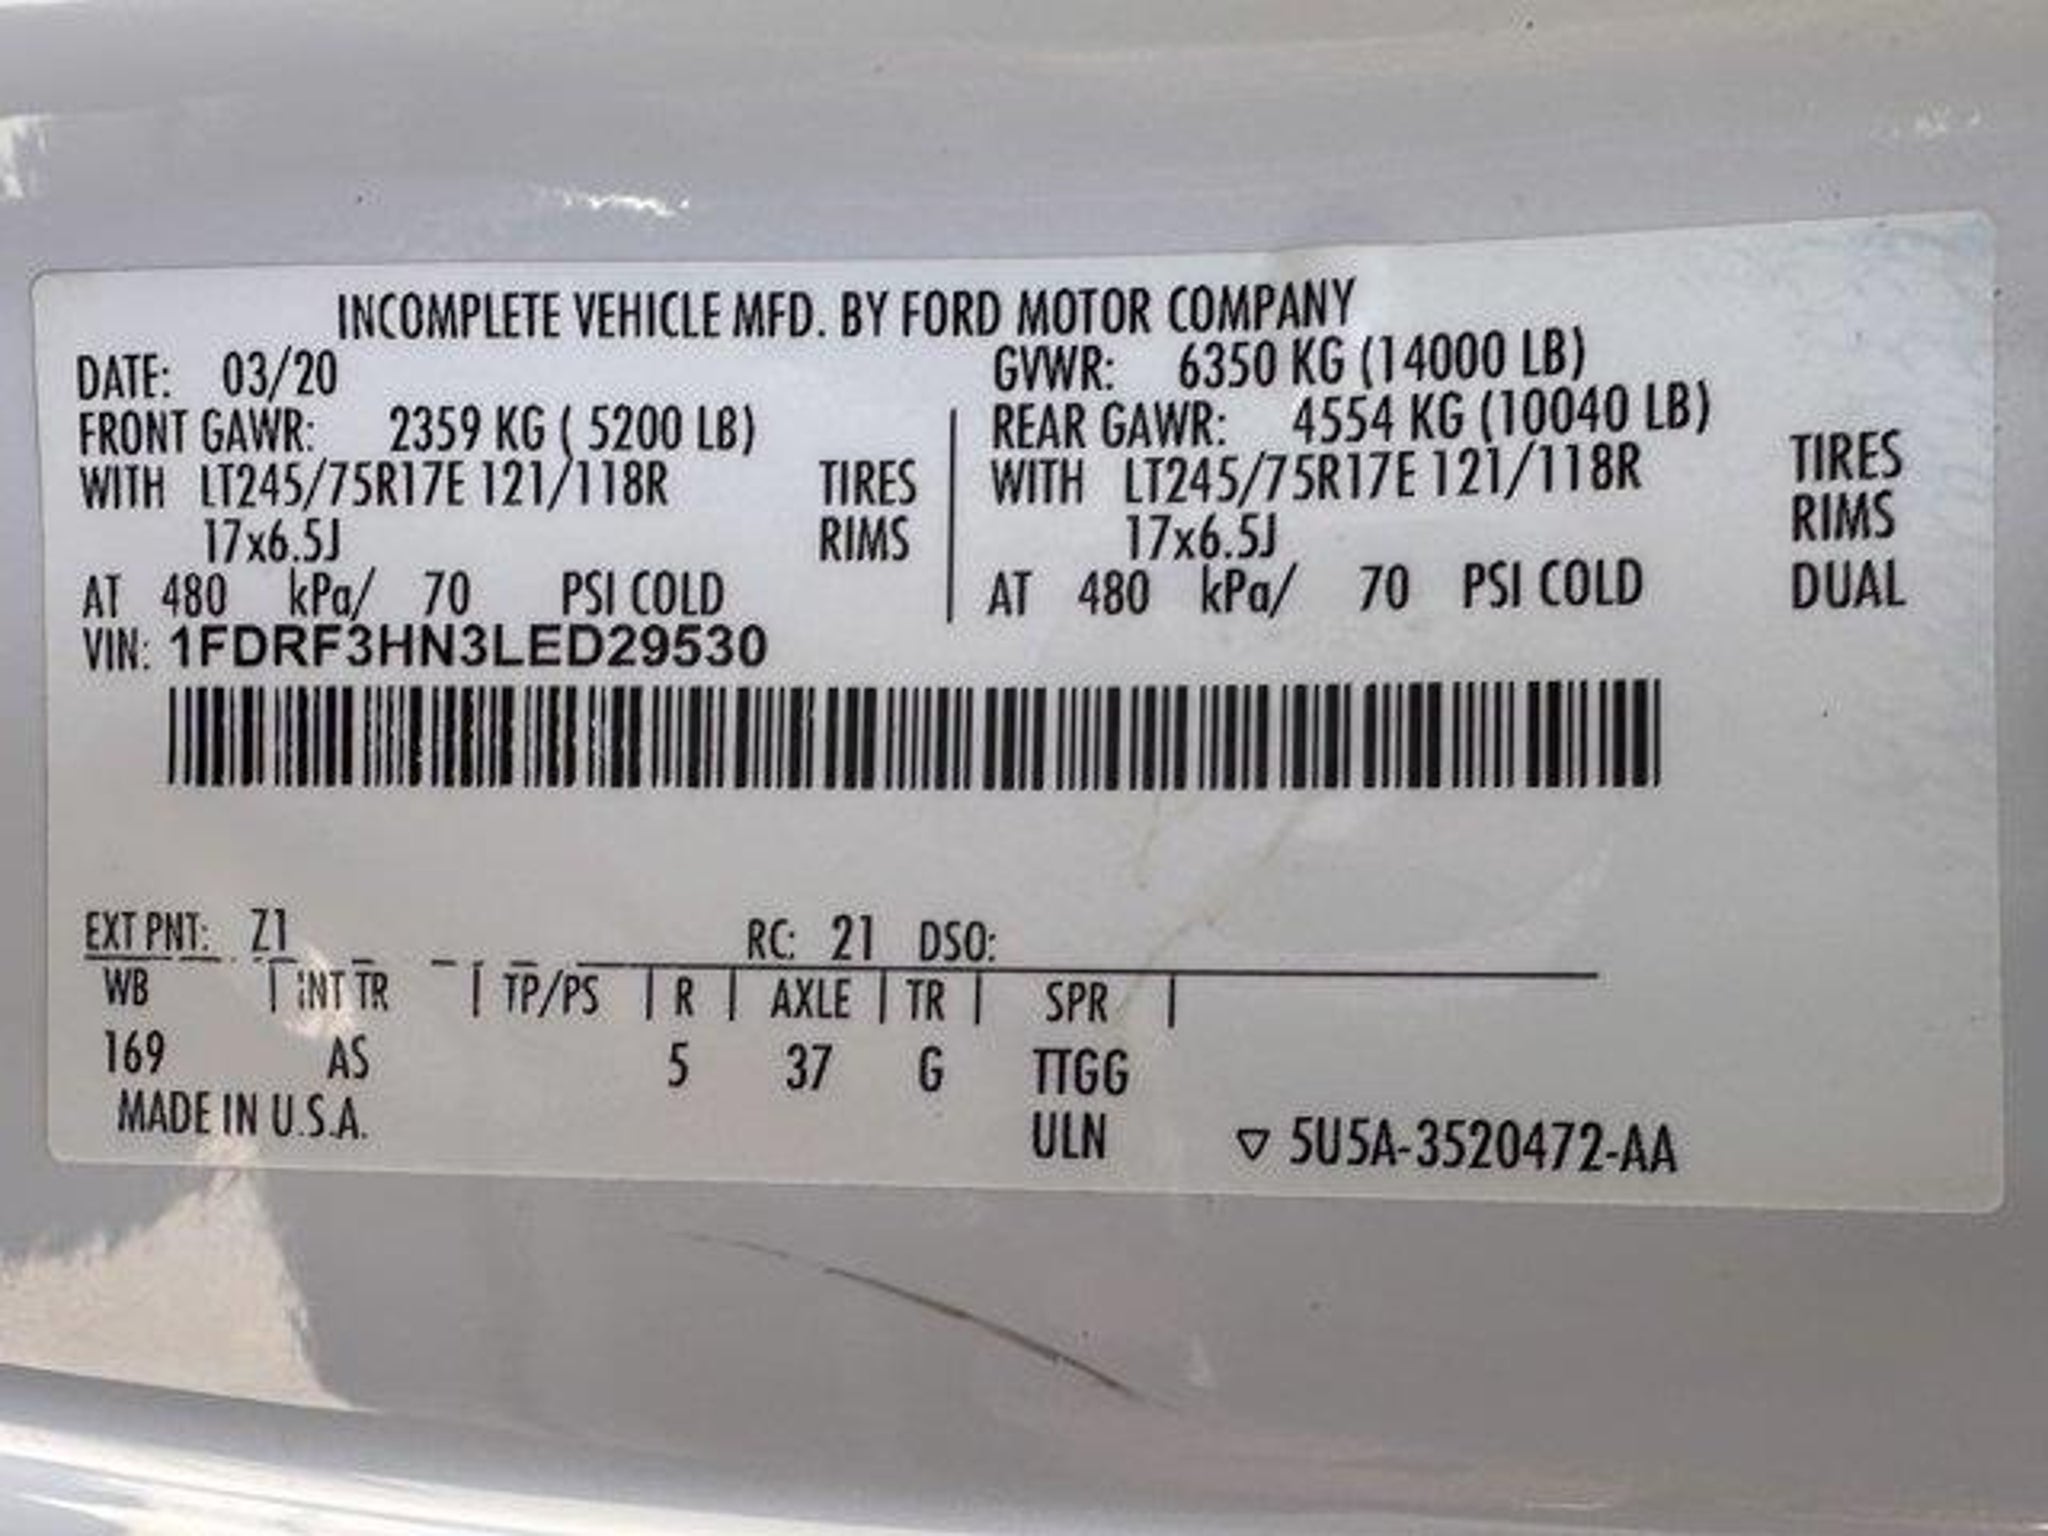 INCOMPLETE VEHICLE MFD. BY FORD MOTOR COMPANY
DATE: 03/20 GVWR: 6350 KG (14000 LB)
FRONT GAWR: 2359 KG ( 5200 LB) REAR GAWR: 4554 KG (10040 LB)
WITH LT245/75R17E 121/118R TIRES WITH LT245/75R17E 121/118R TIRES
17x6.5J RIMS 17x6.5J RIMS
AT 480 kPa/ 70 PSI COLD AT 480 kPa/ 70 PSI COLD DUAL
VIN: 1FDRF3HN3LED29530
EXT PNT: Z1 RC: 21 DSO:
WB | INT TR | TP/PS | R | AXLE | TR | SPR |
169 AS 5 37 G TTGG
MADE IN U.S.A. ULN ▽ 5U5A-3520472-AA